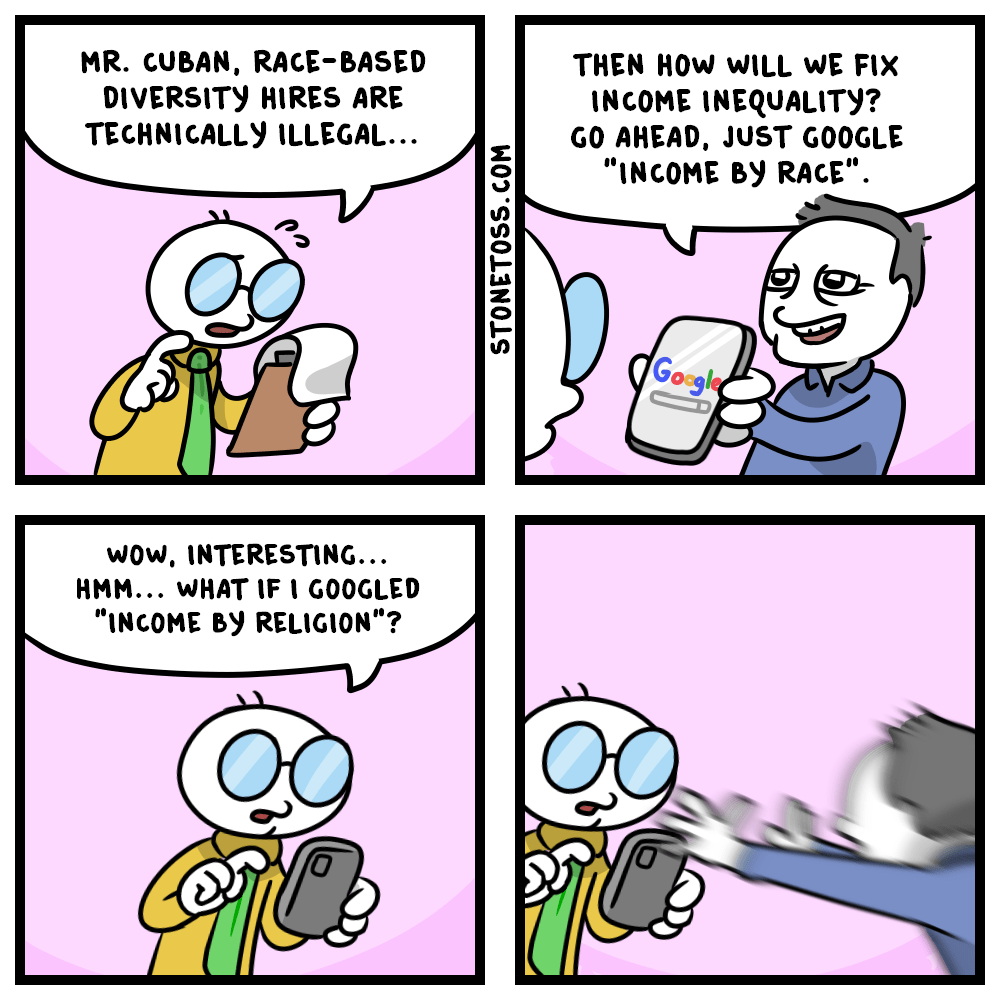 MR. CUBAN, RACE-BASED
DIVERSITY HIRES ARE
TECHNICALLY ILLEGAL...
STONETOSS.COM
THEN HOW WILL WE FIX
INCOME INEQUALITY?
GO AHEAD, JUST GOOGLE
"INCOME BY RACE".
Google
WOW, INTERESTING...
HMM... WHAT IF I GOOGLED
"INCOME BY RELIGION"?